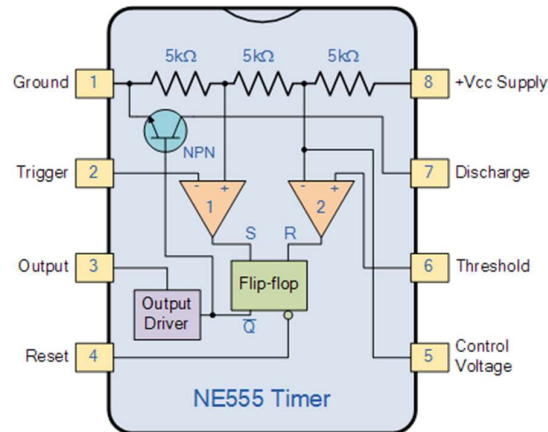 5kΩ 5kΩ 5kΩ
Ground 1
8 +Vcc Supply
NPN
Trigger 2
- + - +
7 Discharge
1 2
S R
Output 3
6 Threshold
Flip-flop
Output
Driver
Q̅
Reset 4
5 Control
Voltage
NE555 Timer